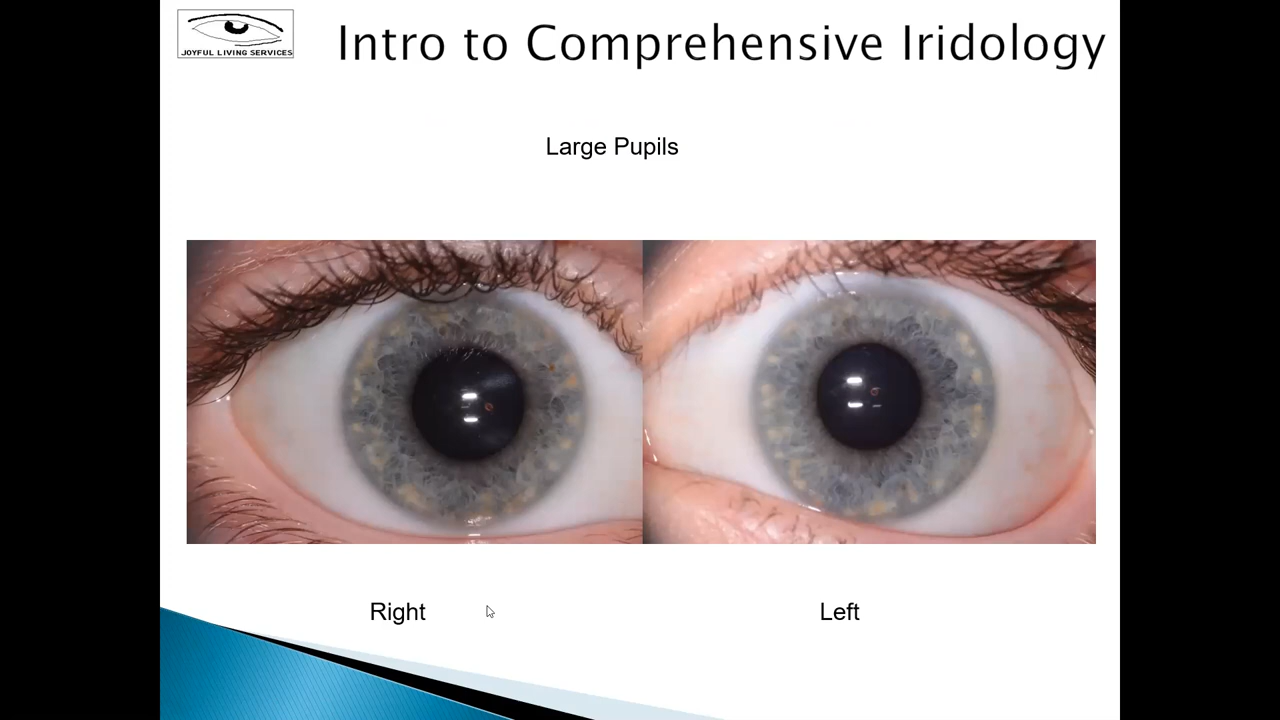 JOYFUL LIVING SERVICES
Intro to Comprehensive Iridology
Large Pupils
Right
Left